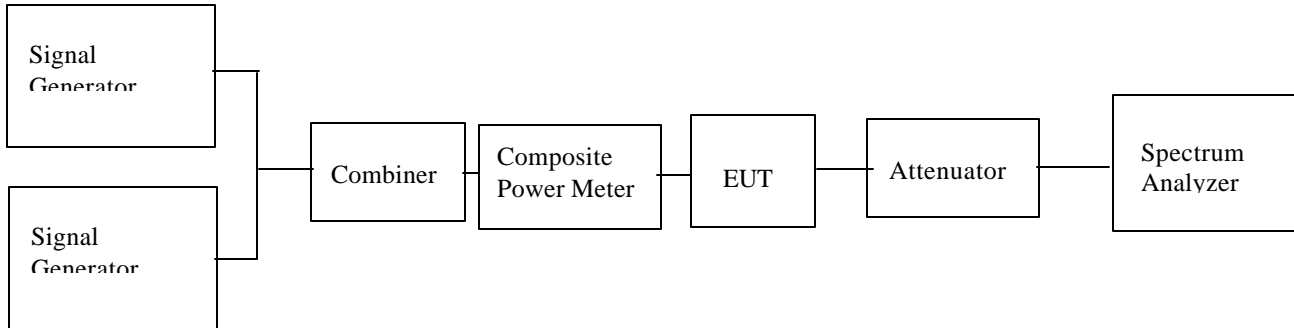 Signal
Generator
Combiner
Composite
Power Meter
EUT
Attenuator
Spectrum
Analyzer
Signal
Generator